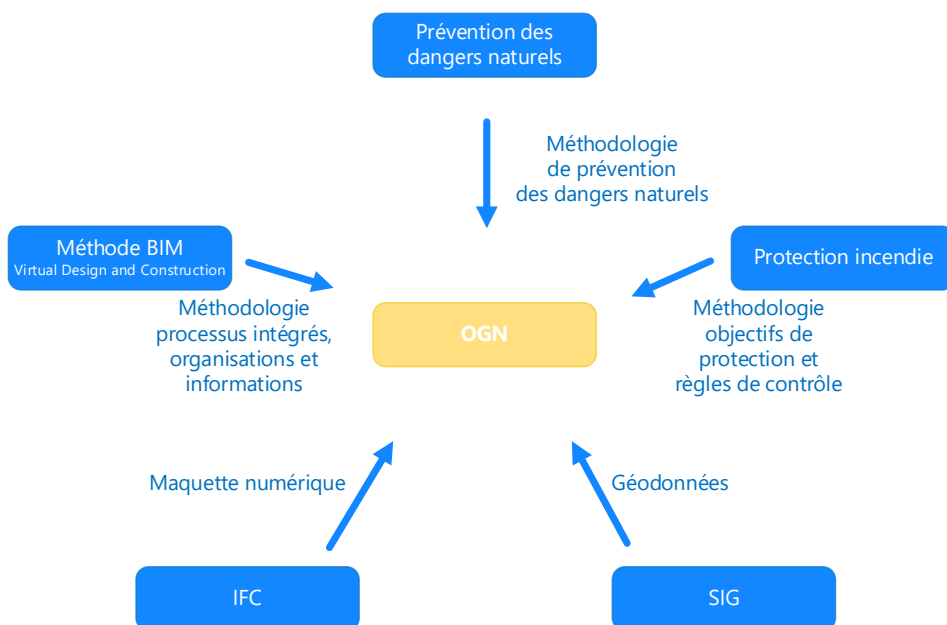 Prévention des
dangers naturels
Méthodologie
de prévention
des dangers naturels
Méthode BIM
Virtual Design and Construction
Protection incendie
Méthodologie
processus intégrés,
organisations et
informations
OGN
Méthodologie
objectifs de
protection et
règles de contrôle
Maquette numérique
Géodonnées
IFC
SIG